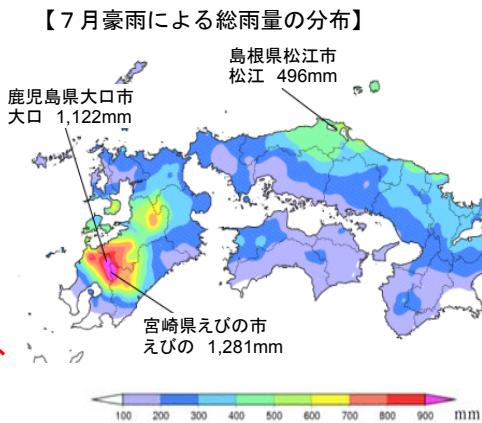 【７月豪雨による総雨量の分布】
島根県松江市
松江 496mm
鹿児島県大口市
大口 1,122mm
宮崎県えびの市
えびの 1,281mm
100 200 300 400 500 600 700 800 900 mm